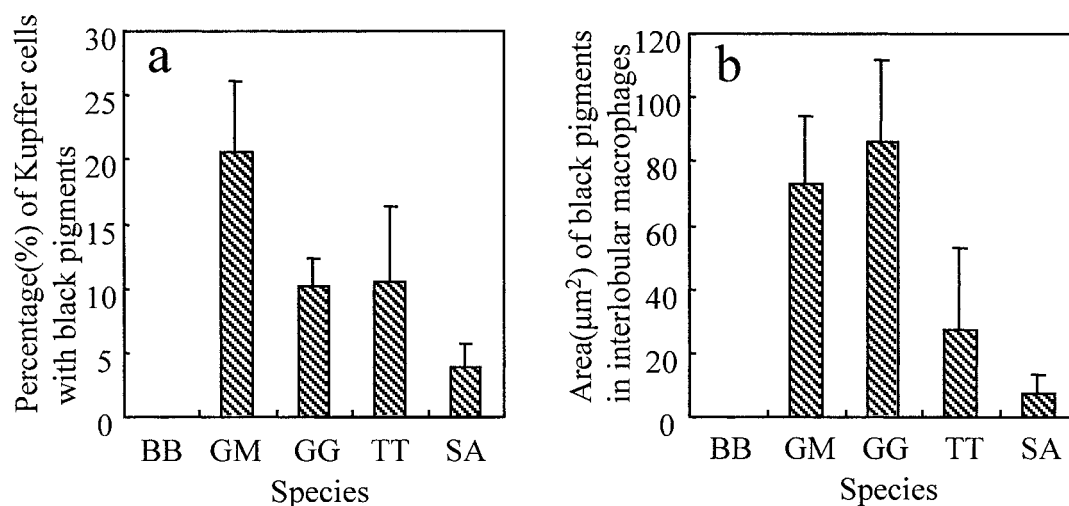 a
Percentage(%) of Kupffer cells
with black pigments
30
25
20
15
10
5
0
BB GM GG TT SA
Species
b
Area(µm²) of black pigments
in interlobular macrophages
120
100
80
60
40
20
0
BB GM GG TT SA
Species